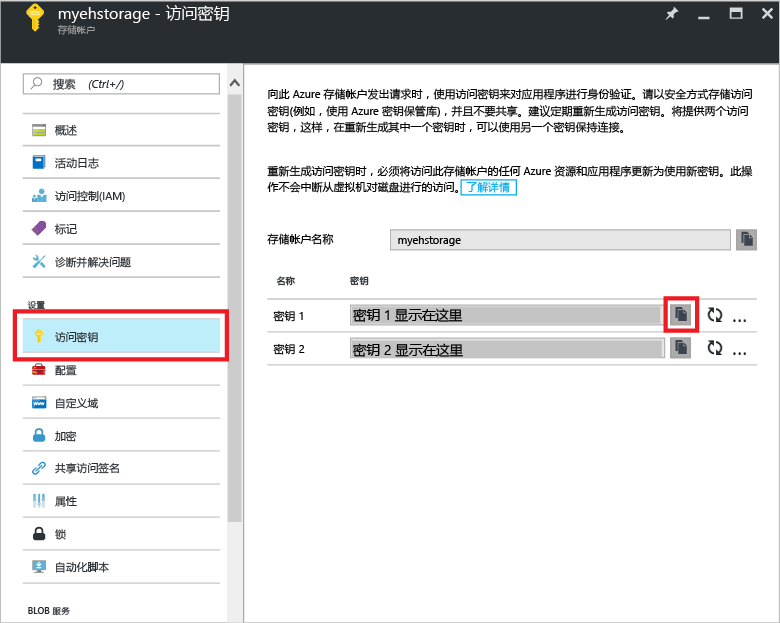 myehstorage - 访问密钥
存储帐户
搜索 (Ctrl+/)
概述
活动日志
访问控制(IAM)
标记
诊断并解决问题
设置
访问密钥
配置
自定义域
加密
共享访问签名
属性
锁
自动化脚本
BLOB 服务
向此 Azure 存储帐户发出请求时，使用访问密钥来对应用程序进行身份验证。请以安全方式存储访问
密钥(例如，使用 Azure 密钥保管库)，并且不要共享。建议定期重新生成访问密钥。将提供两个访问
密钥，这样，在重新生成其中一个密钥时，可以使用另一个密钥保持连接。
重新生成访问密钥时，必须将访问此存储帐户的任何 Azure 资源和应用程序更新为使用新密钥。此操
作不会中断从虚拟机对磁盘进行的访问。了解详情
存储帐户名称 myehstorage
名称 密钥
密钥 1 密钥 1 显示在这里 ...
密钥 2 密钥 2 显示在这里 ...